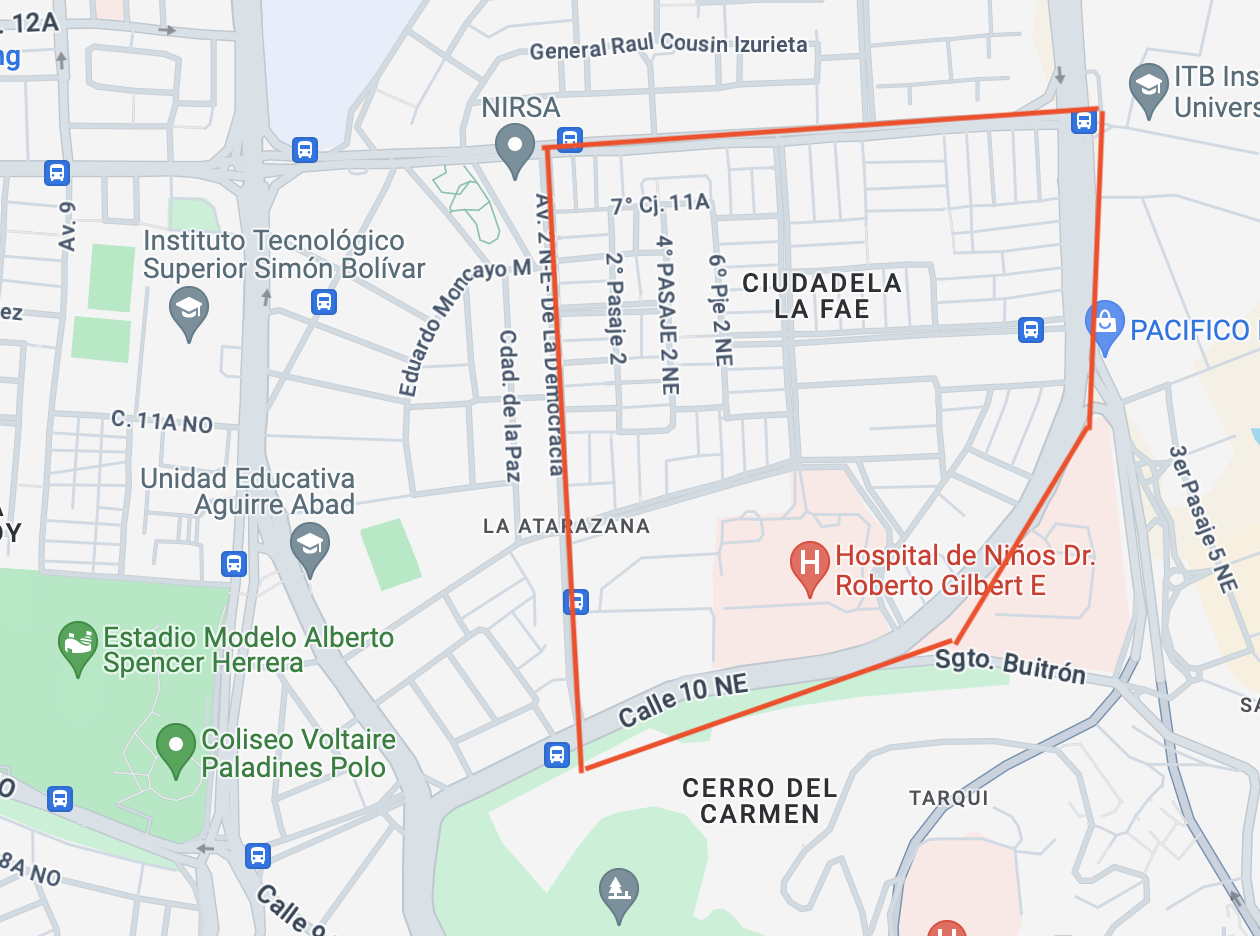 . 12A
ng
General Raul Cousin Izurieta
NIRSA
ITB Ins
Univers
Av. 9
7° Cj. 11A
Instituto Tecnológico
Superior Simón Bolívar
AV. 2 N-E- De La Democracia
Eduardo Moncayo M
2° Pasaje 2
4° PASAJE 2 NE
6º Pje 2 NE
CIUDADELA
LA FAE
ez
PACIFICO
Cdad. de la Paz
C. 11A NO
Unidad Educativa
Aguirre Abad
3er Pasaje 5 NE
OY
LA ATARAZANA
Hospital de Niños Dr.
Roberto Gilbert E
Estadio Modelo Alberto
Spencer Herrera
Sgto. Buitrón
Calle 10 NE
SA
Coliseo Voltaire
Paladines Polo
CERRO DEL
CARMEN
TARQUI
O
8A NO
Calle 9
H